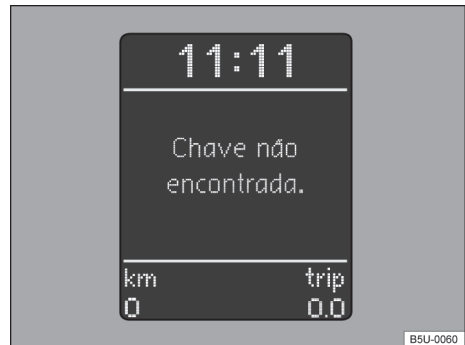 11:11
Chave não
encontrada.
km trip
0 0.0
B5U-0060